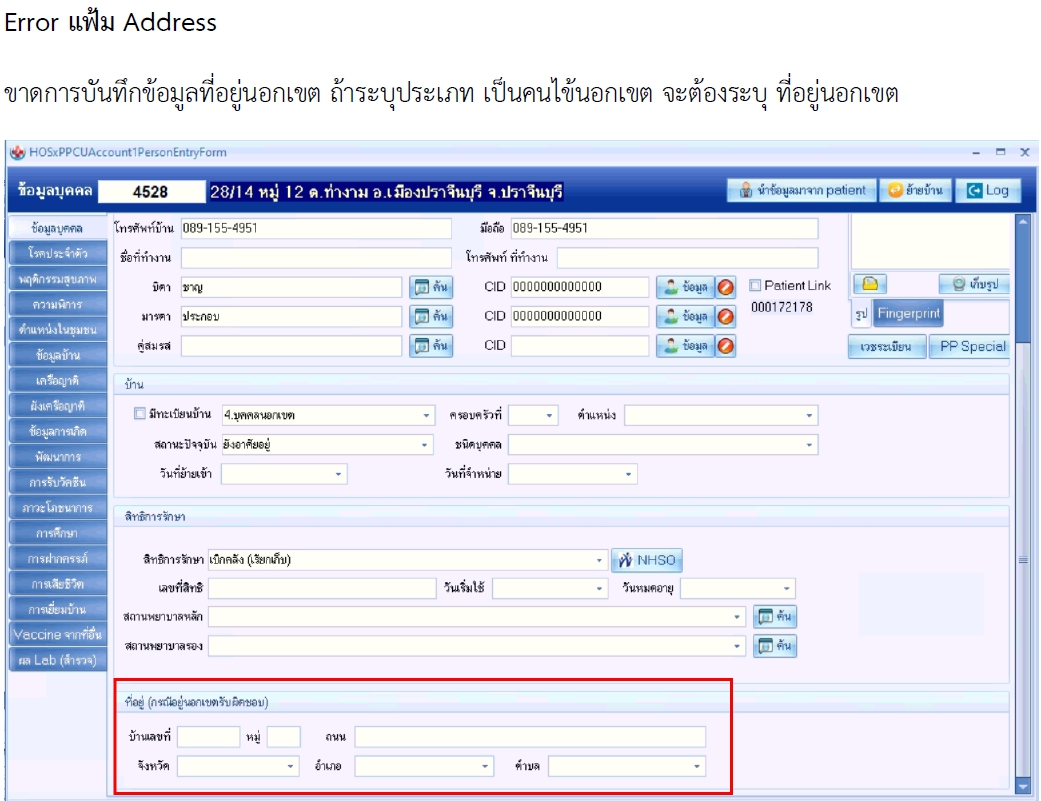 Error แฟ้ม Address
ขาดการบันทึกข้อมูลที่อยู่นอกเขต ถ้าระบุประเภท เป็นคนไข้นอกเขต จะต้องระบุ ที่อยู่นอกเขต
HOSxPPCUAccount1PersonEntryForm
ข้อมูลบุคคล 4528 28/14 หมู่ 12 ต.ท่างาม อ.เมืองปราจีนบุรี จ.ปราจีนบุรี นำข้อมูลมาจาก patient ย้ายบ้าน Log
ข้อมูลบุคคล
โรคประจำตัว
พฤติกรรมสุขภาพ
ความพิการ
ตำแหน่งในชุมชน
ข้อมูลบ้าน
เครือญาติ
ผังเครือญาติ
ข้อมูลการเกิด
พัฒนาการ
การรับวัคซีน
ภาวะโภชนาการ
การศึกษา
การฝากครรภ์
การเสียชีวิต
การเยี่ยมบ้าน
Vaccine จากที่อื่น
ผล Lab (สำรวจ)
โทรศัพท์บ้าน 089-155-4951 มือถือ 089-155-4951
ชื่อที่ทำงาน โทรศัพท์ ที่ทำงาน
บิดา ชาญ ค้น CID 0000000000000 ข้อมูล Patient Link เก็บรูป
มารดา ประกอบ ค้น CID 0000000000000 ข้อมูล 000172178 รูป Fingerprint
คู่สมรส ค้น CID ข้อมูล เวชระเบียน PP Special
บ้าน
มีทะเบียนบ้าน 4.บุคคลนอกเขต ครอบครัวที่ ตำแหน่ง
สถานะปัจจุบัน ยังอาศัยอยู่ ชนิดบุคคล
วันที่ย้ายเข้า วันที่จำหน่าย
สิทธิการรักษา
สิทธิการรักษา เบิกคลัง (เรียกเก็บ) NHSO
เลขที่สิทธิ วันเริ่มใช้ วันหมดอายุ
สถานพยาบาลหลัก ค้น
สถานพยาบาลรอง ค้น
ที่อยู่ (กรณีอยู่นอกเขตรับผิดชอบ)
บ้านเลขที่ หมู่ ถนน
จังหวัด อำเภอ ตำบล